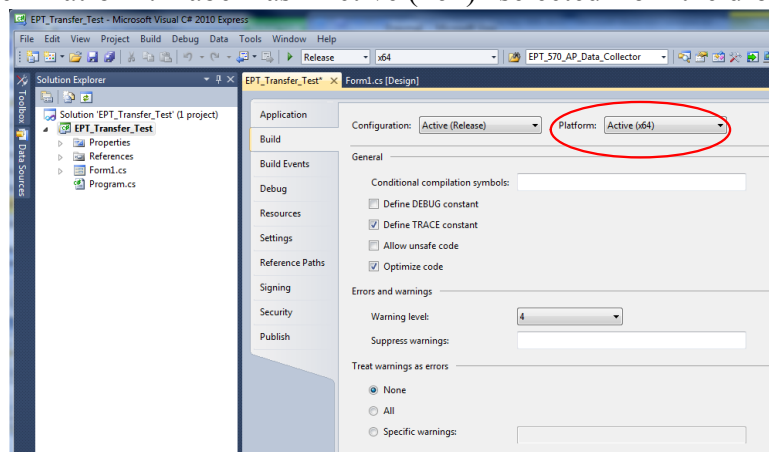 EPT_Transfer_Test - Microsoft Visual C# 2010 Express
File Edit View Project Build Debug Data Tools Window Help
Release x64 EPT_570_AP_Data_Collector
Toolbox
Data Sources
Solution Explorer
Solution 'EPT_Transfer_Test' (1 project)
EPT_Transfer_Test
Properties
References
Form1.cs
Program.cs
EPT_Transfer_Test* Form1.cs [Design]
Application
Build
Build Events
Debug
Resources
Settings
Reference Paths
Signing
Security
Publish
Configuration: Active (Release) Platform: Active (x64)
General
Conditional compilation symbols:
Define DEBUG constant
Define TRACE constant
Allow unsafe code
Optimize code
Errors and warnings
Warning level: 4
Suppress warnings:
Treat warnings as errors
None
All
Specific warnings: